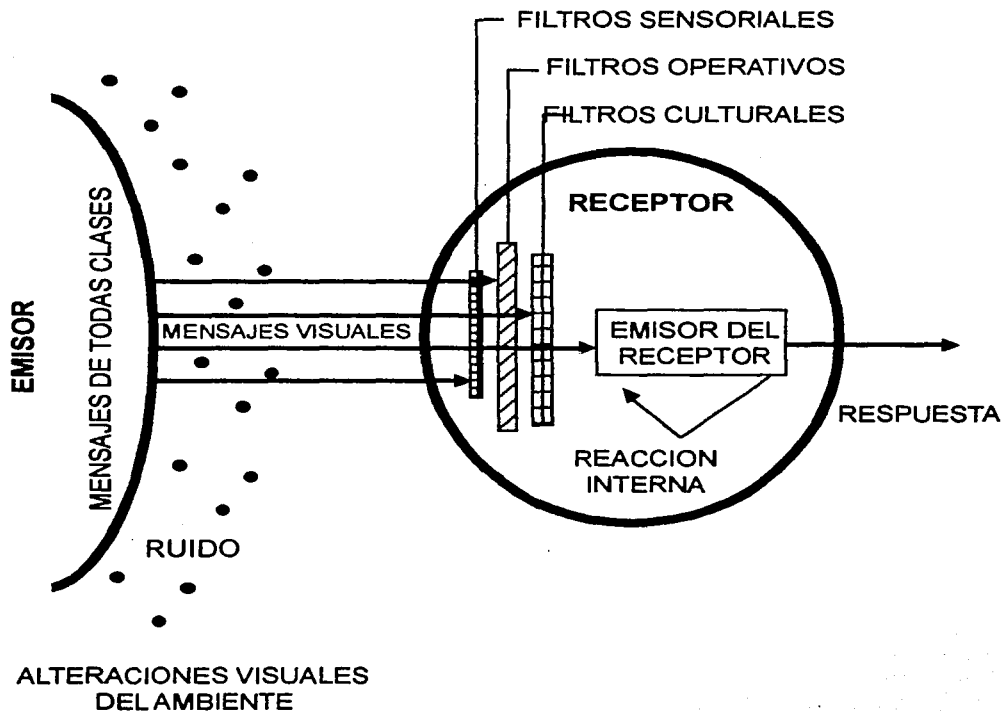 FILTROS SENSORIALES
FILTROS OPERATIVOS
FILTROS CULTURALES
EMISOR
MENSAJES DE TODAS CLASES
MENSAJES VISUALES
RECEPTOR
EMISOR DEL
RECEPTOR
REACCION
INTERNA
RESPUESTA
RUIDO
ALTERACIONES VISUALES
DEL AMBIENTE